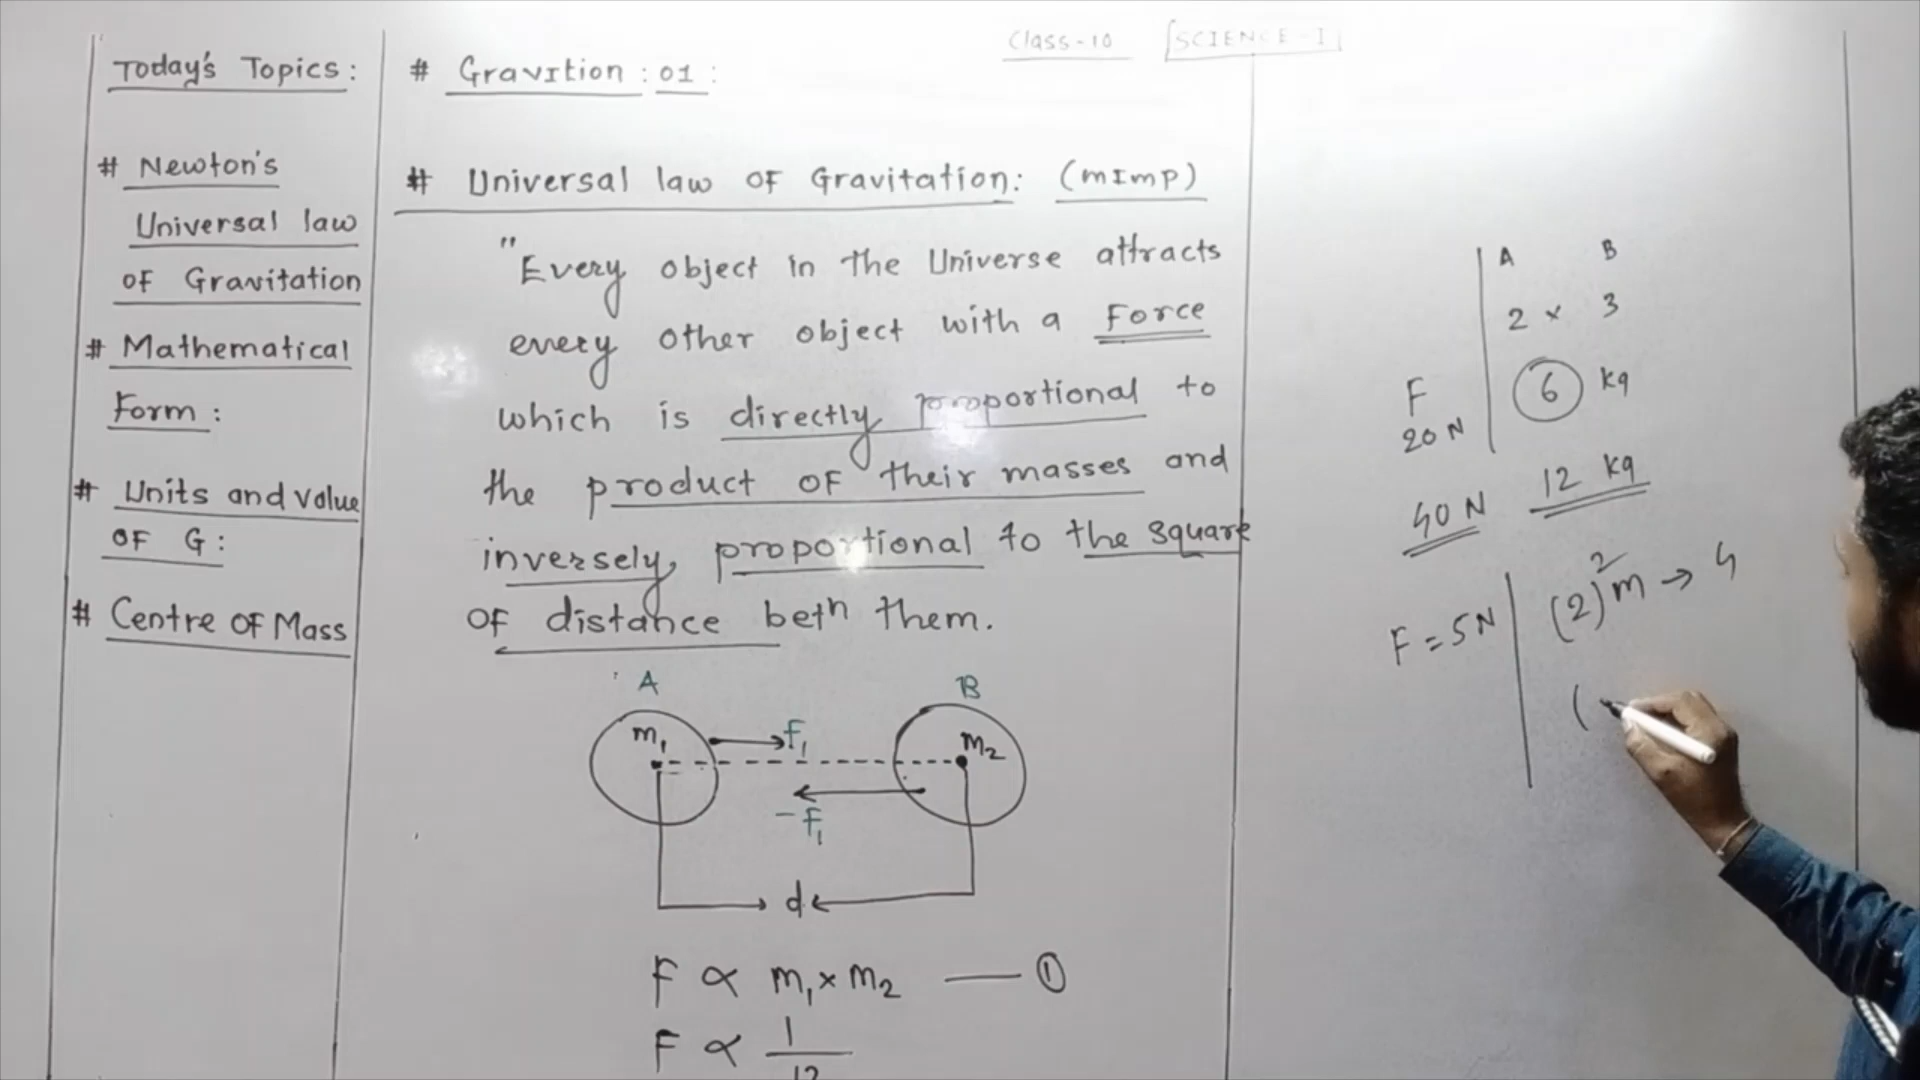 Class-10 SCIENCE-I
Today's Topics:
# Newton's
Universal law
OF Gravitation
# Mathematical
Form:
# Units and value
OF G:
# Centre OF Mass
# Gravition: 01:
# Universal law OF Gravitation: (mImp)
"Every object in the Universe attracts
every other object with a Force
which is directly proportional to
the product OF their masses and
inversely proportional to the square
OF distance betn them.
A B
m₁ F₁ m₂
-F₁
d
F ∝ m₁ × m₂ —— ①
F ∝ 1
A B
2 × 3
F 6 kg
20 N
40 N 12 kg
F = 5N (2)² m → 4
(